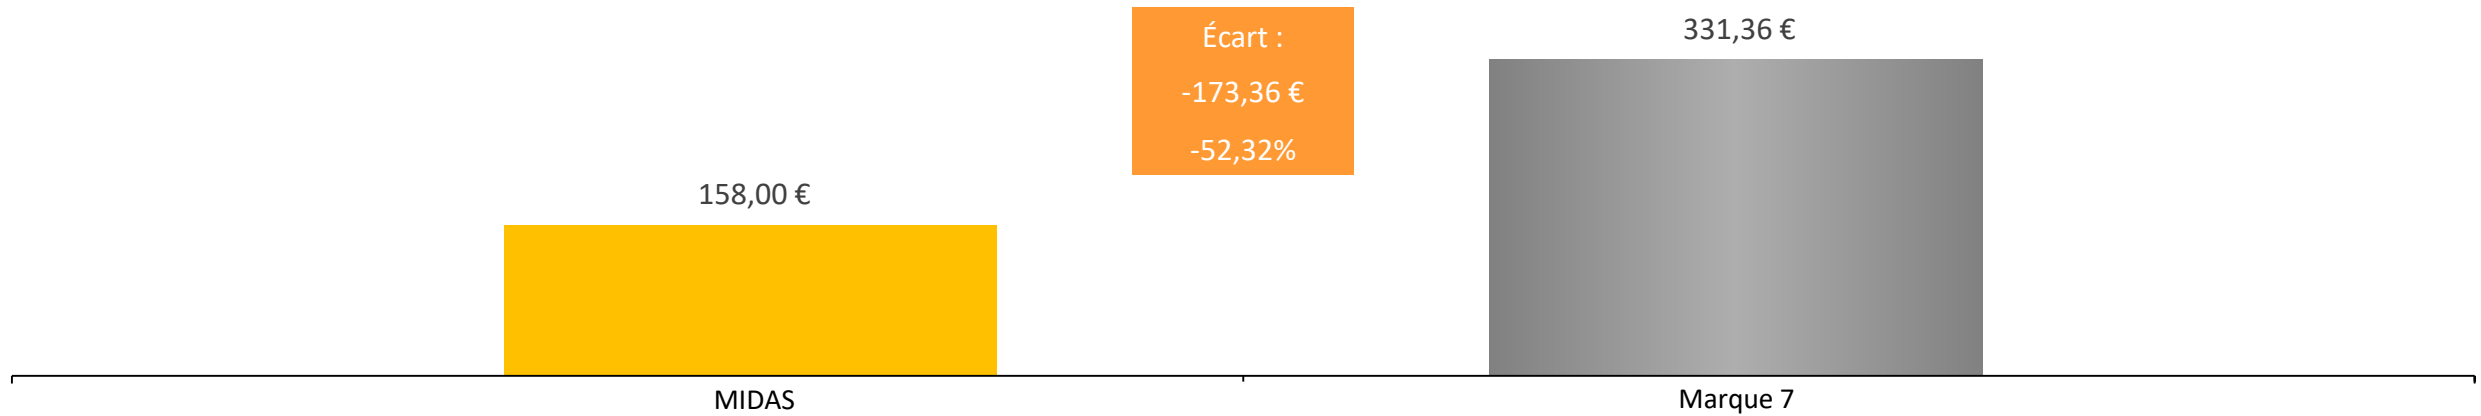 Écart :
-173,36 €
-52,32%
331,36 €
158,00 €
MIDAS
Marque 7